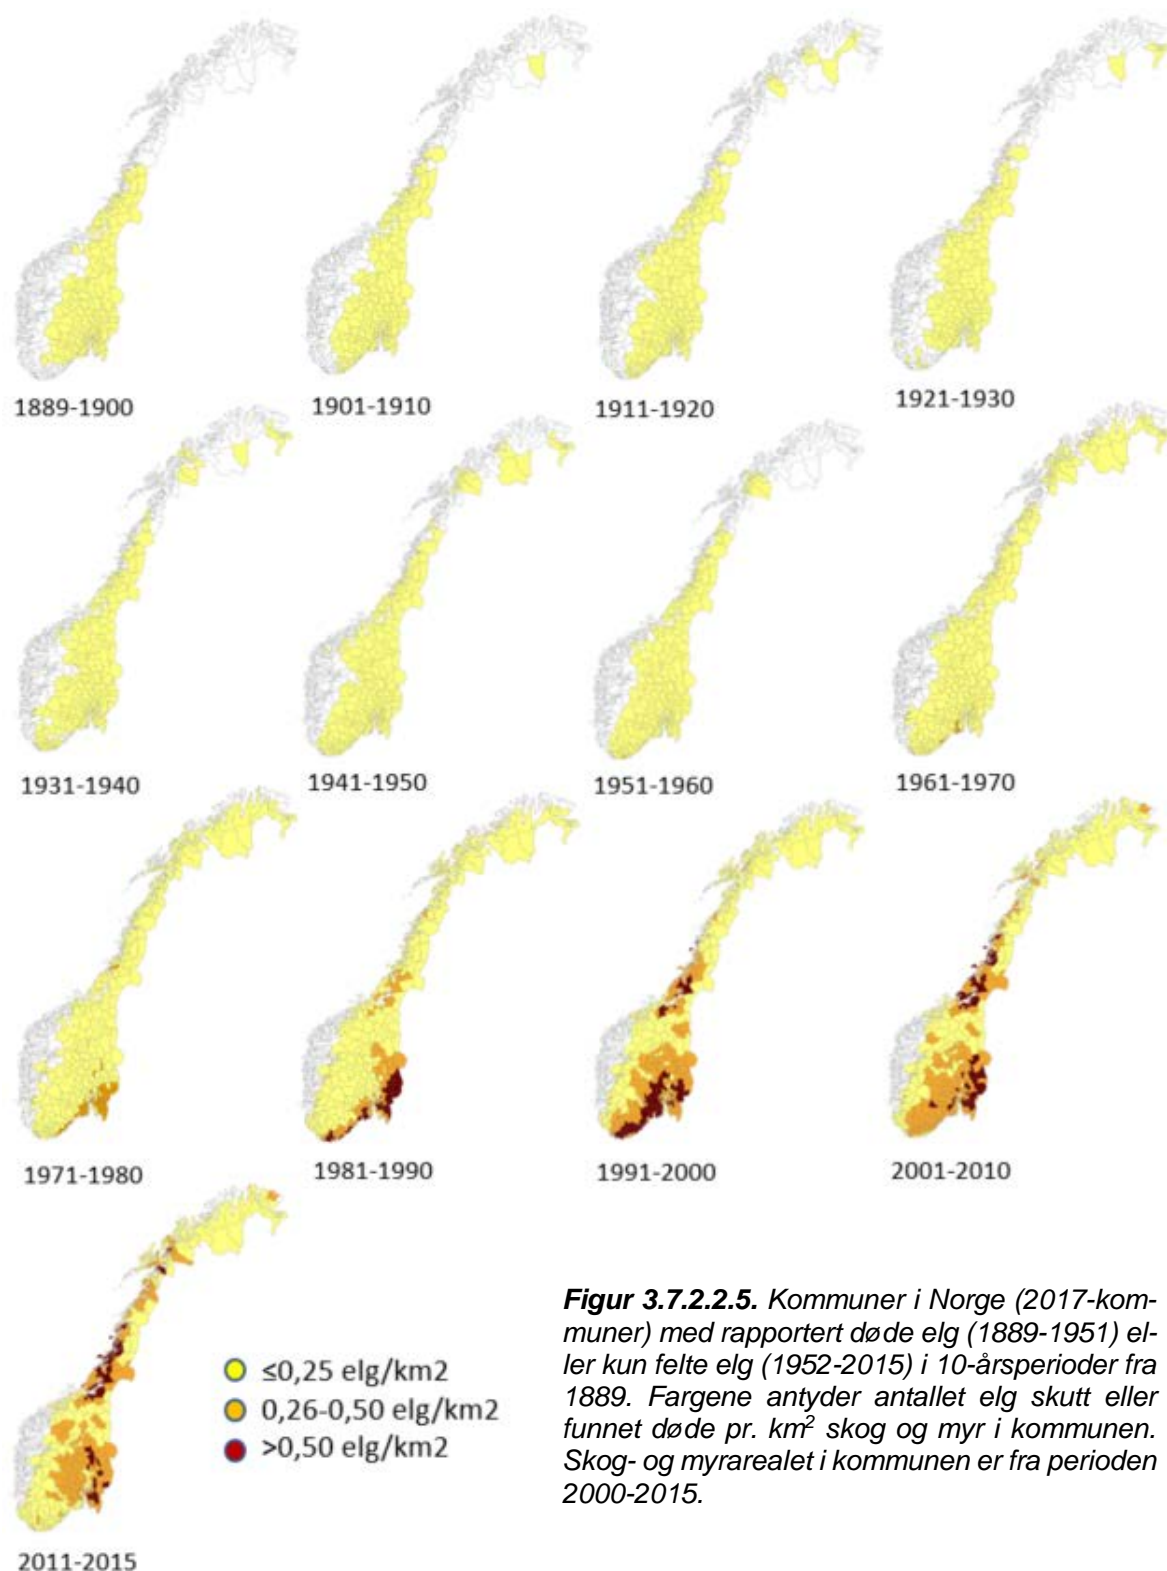 1889-1900
1901-1910
1911-1920
1921-1930
1931-1940
1941-1950
1951-1960
1961-1970
1971-1980
1981-1990
1991-2000
2001-2010
2011-2015
≤0,25 elg/km2
0,26-0,50 elg/km2
>0,50 elg/km2
Figur 3.7.2.2.5. Kommuner i Norge (2017-kom-
muner) med rapportert døde elg (1889-1951) el-
ler kun felte elg (1952-2015) i 10-årsperioder fra
1889. Fargene antyder antallet elg skutt eller
funnet døde pr. km² skog og myr i kommunen.
Skog- og myrarealet i kommunen er fra perioden
2000-2015.